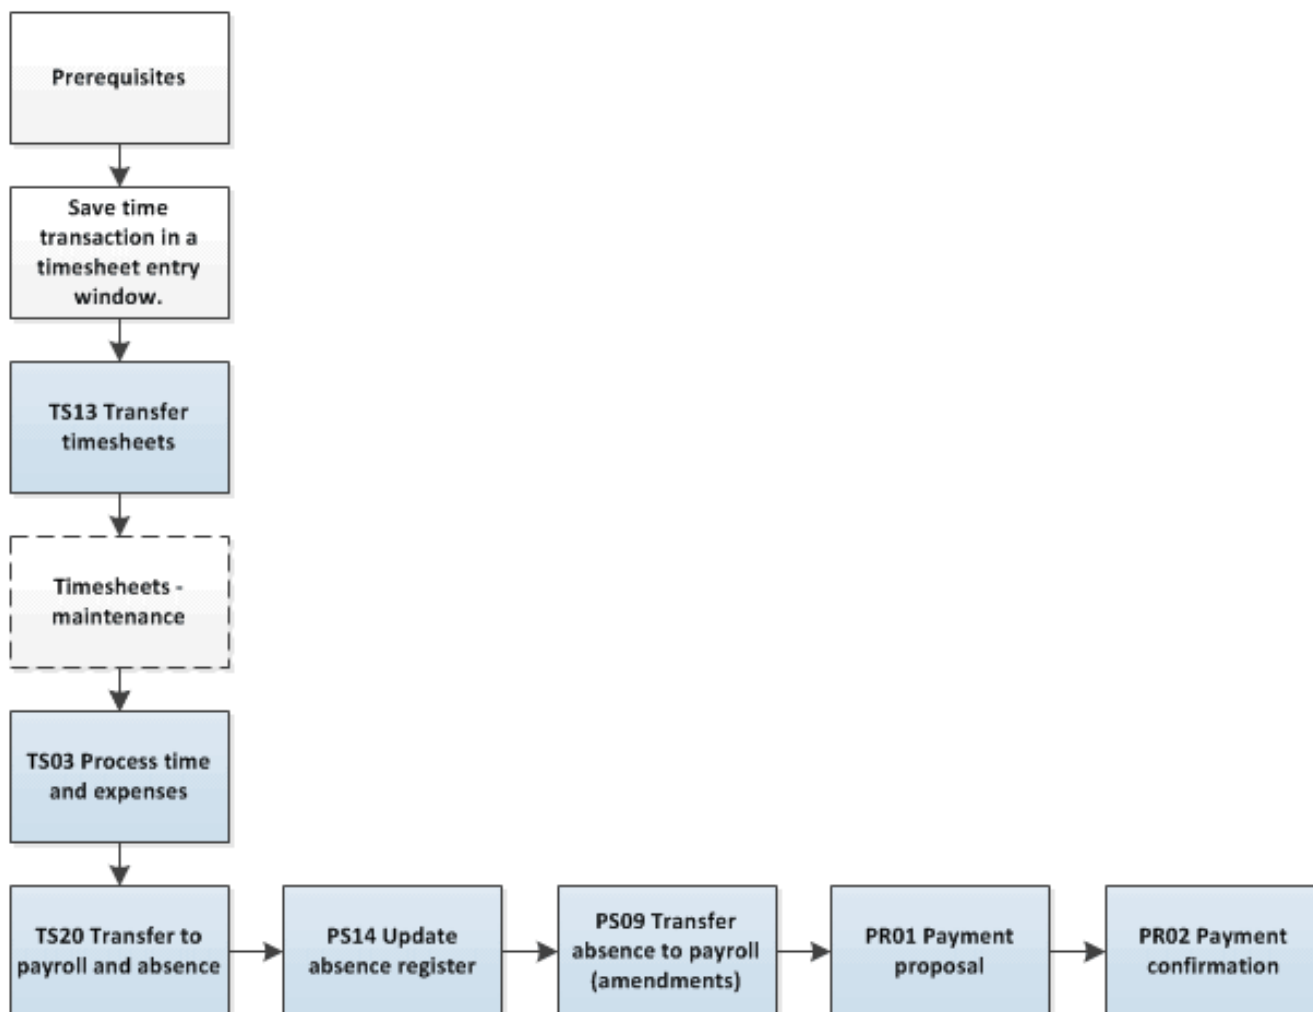 Prerequisites
Save time
transaction in a
timesheet entry
window.
TS13 Transfer
timesheets
Timesheets -
maintenance
TS03 Process time
and expenses
TS20 Transfer to
payroll and absence
PS14 Update
absence register
PS09 Transfer
absence to payroll
(amendments)
PR01 Payment
proposal
PR02 Payment
confirmation